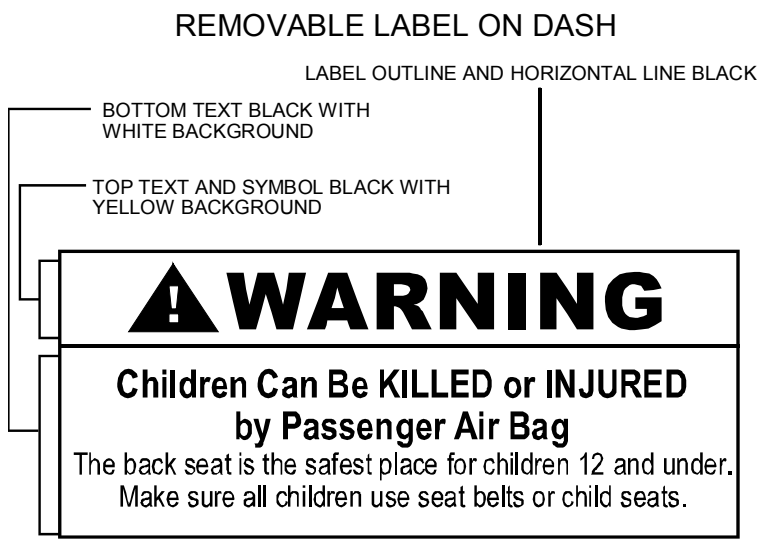 REMOVABLE LABEL ON DASH
LABEL OUTLINE AND HORIZONTAL LINE BLACK
BOTTOM TEXT BLACK WITH
WHITE BACKGROUND
TOP TEXT AND SYMBOL BLACK WITH
YELLOW BACKGROUND
! WARNING
Children Can Be KILLED or INJURED
by Passenger Air Bag
The back seat is the safest place for children 12 and under.
Make sure all children use seat belts or child seats.